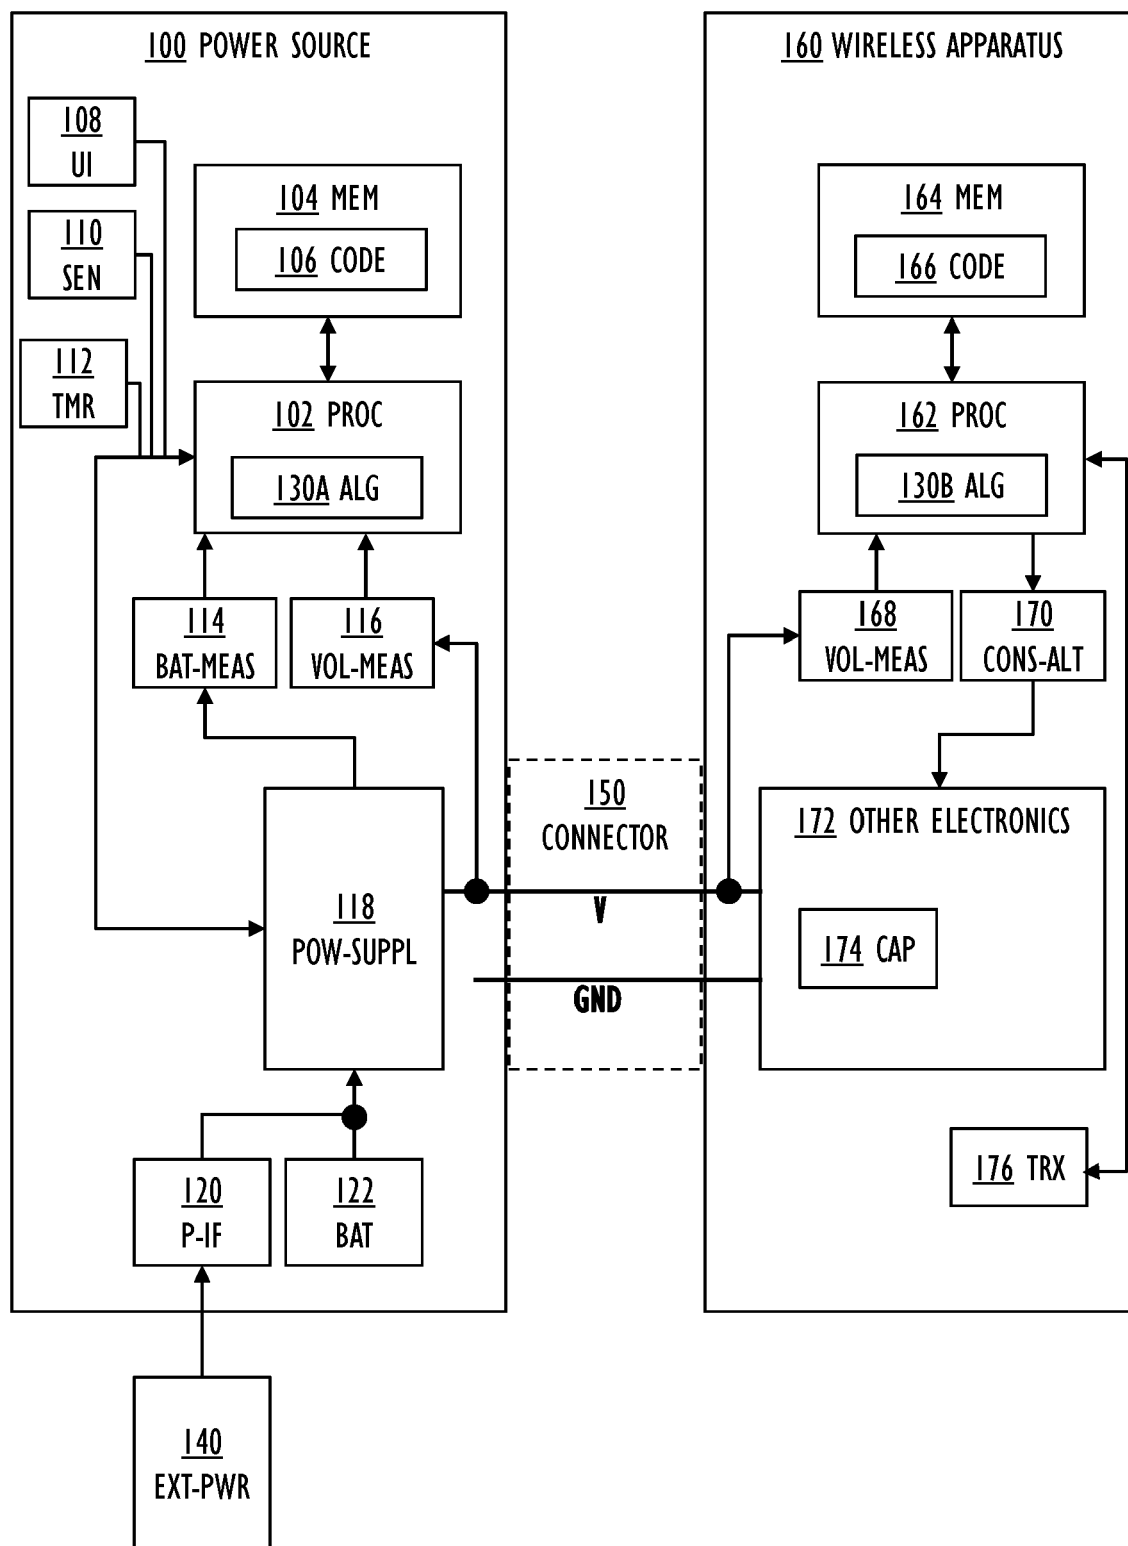 100 POWER SOURCE
108
UI
110
SEN
112
TMR
104 MEM
106 CODE
102 PROC
130A ALG
114
BAT-MEAS
116
VOL-MEAS
118
POW-SUPPL
120
P-IF
122
BAT
140
EXT-PWR
150
CONNECTOR
V
GND
160 WIRELESS APPARATUS
164 MEM
166 CODE
162 PROC
130B ALG
168
VOL-MEAS
170
CONS-ALT
172 OTHER ELECTRONICS
174 CAP
176 TRX